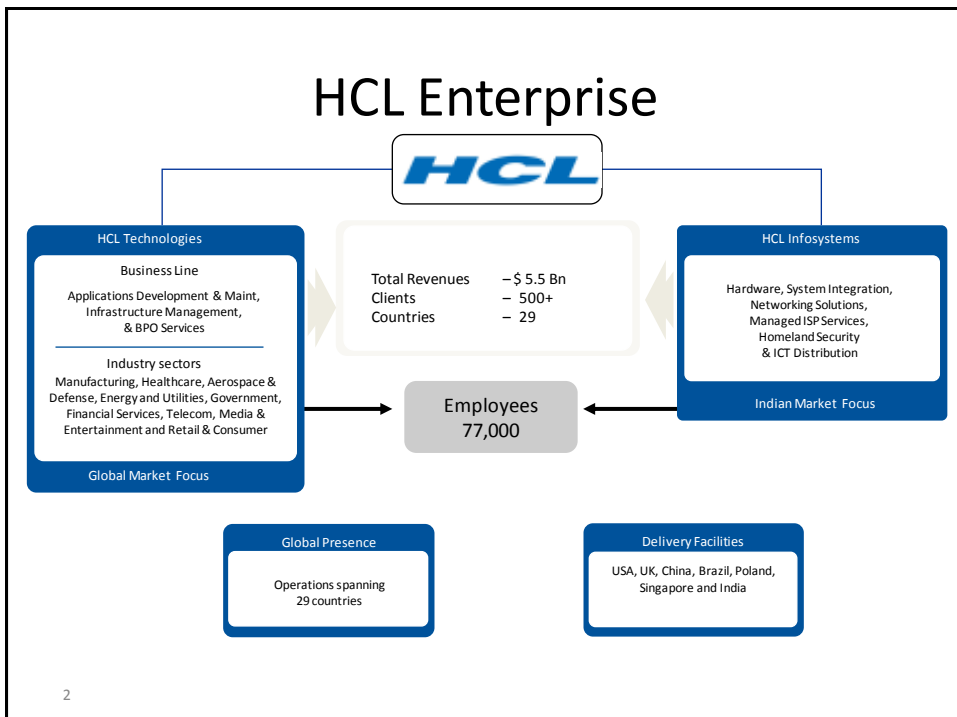 HCL Enterprise
HCL
HCL Technologies
Business Line
Applications Development & Maint,
Infrastructure Management,
& BPO Services
Industry sectors
Manufacturing, Healthcare, Aerospace &
Defense, Energy and Utilities, Government,
Financial Services, Telecom, Media &
Entertainment and Retail & Consumer
Global Market Focus
Total Revenues – $ 5.5 Bn
Clients – 500+
Countries – 29
Employees
77,000
HCL Infosystems
Hardware, System Integration,
Networking Solutions,
Managed ISP Services,
Homeland Security
& ICT Distribution
Indian Market Focus
Global Presence
Operations spanning
29 countries
Delivery Facilities
USA, UK, China, Brazil, Poland,
Singapore and India
2